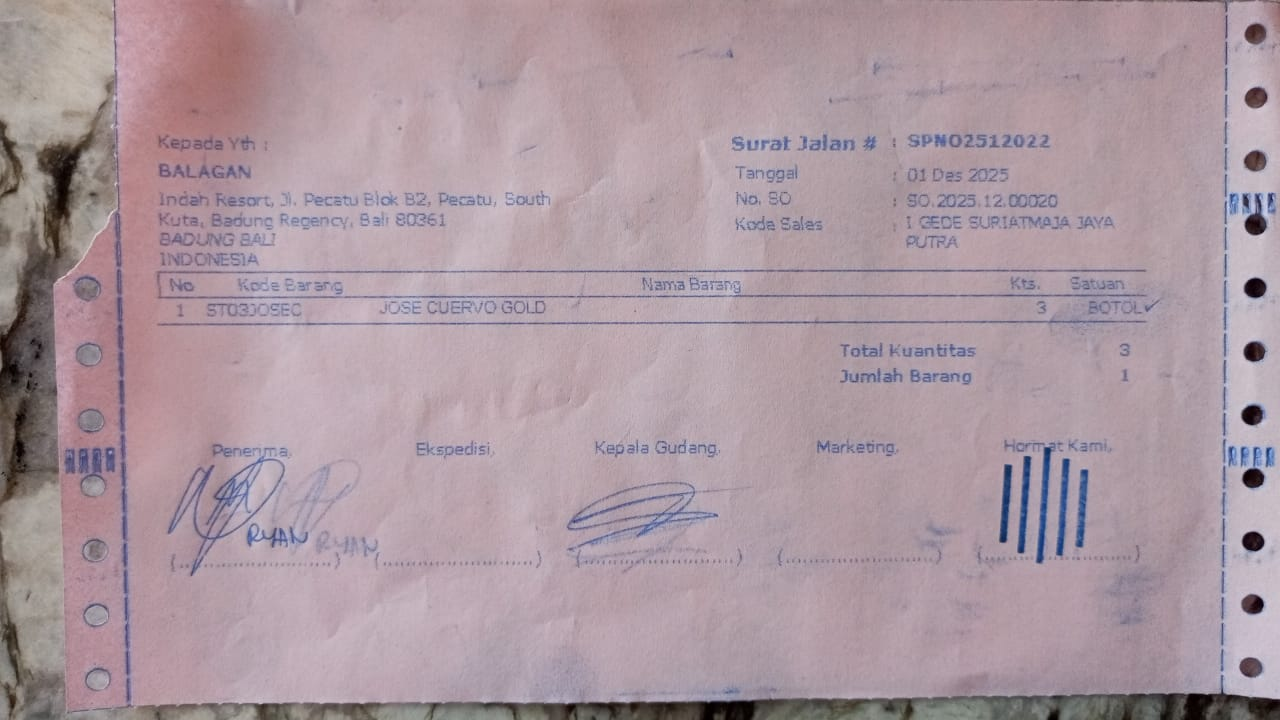 Kepada Yth :
BALAGAN
Indah Resort, Jl. Pecatu Blok B2, Pecatu, South
Kuta, Badung Regency, Bali 80361
BADUNG BALI
INDONESIA
Surat Jalan # : SPNO2512022
Tanggal : 01 Des 2025
No. SO : SO.2025.12.00020
Kode Sales : I GEDE SURIATMAJA JAYA
PUTRA
No Kode Barang Nama Barang Kts. Satuan
1 ST03JOSEC JOSE CUERVO GOLD 3 BOTOL
Total Kuantitas 3
Jumlah Barang 1
Penerima, Ekspedisi, Kepala Gudang, Marketing, Hormat Kami,
RYAN RYAN